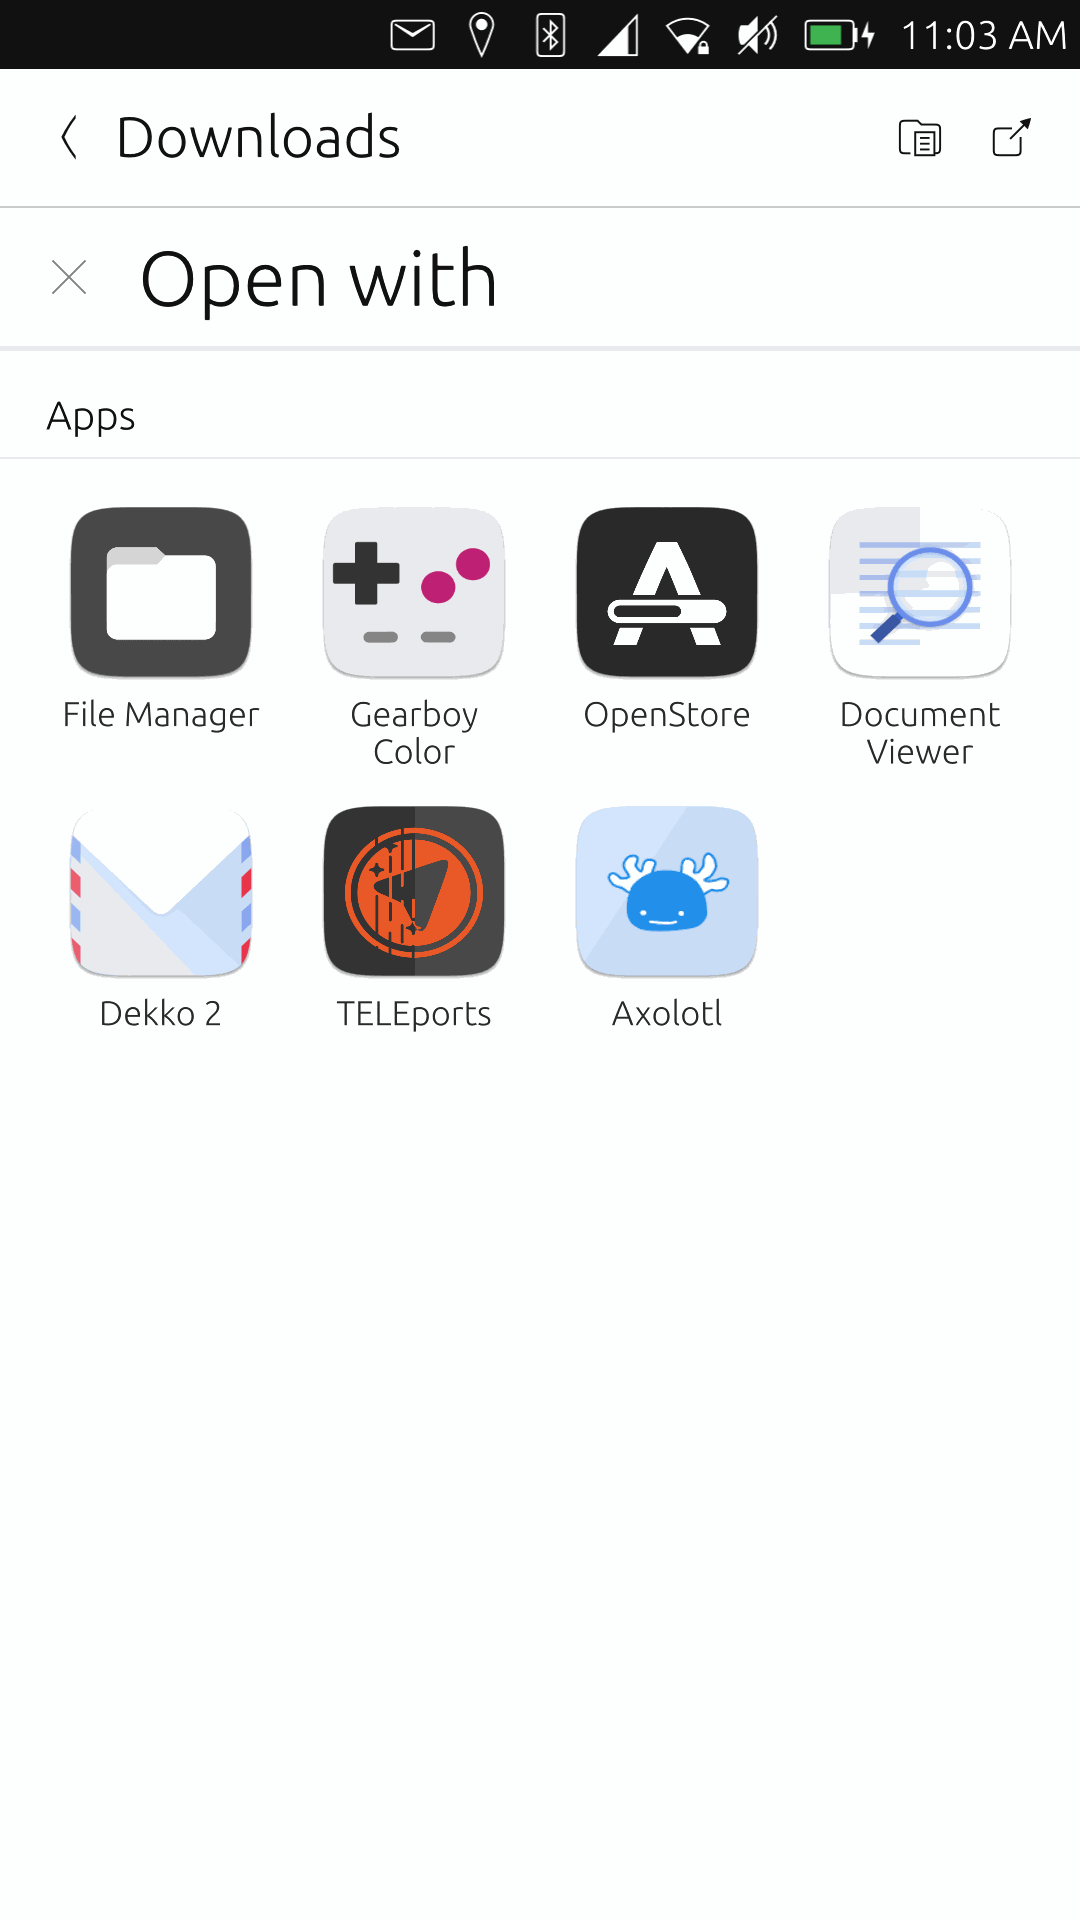 11:03 AM
Downloads
Open with
Apps
File Manager
Gearboy
Color
OpenStore
Document
Viewer
Dekko 2
TELEports
Axolotl